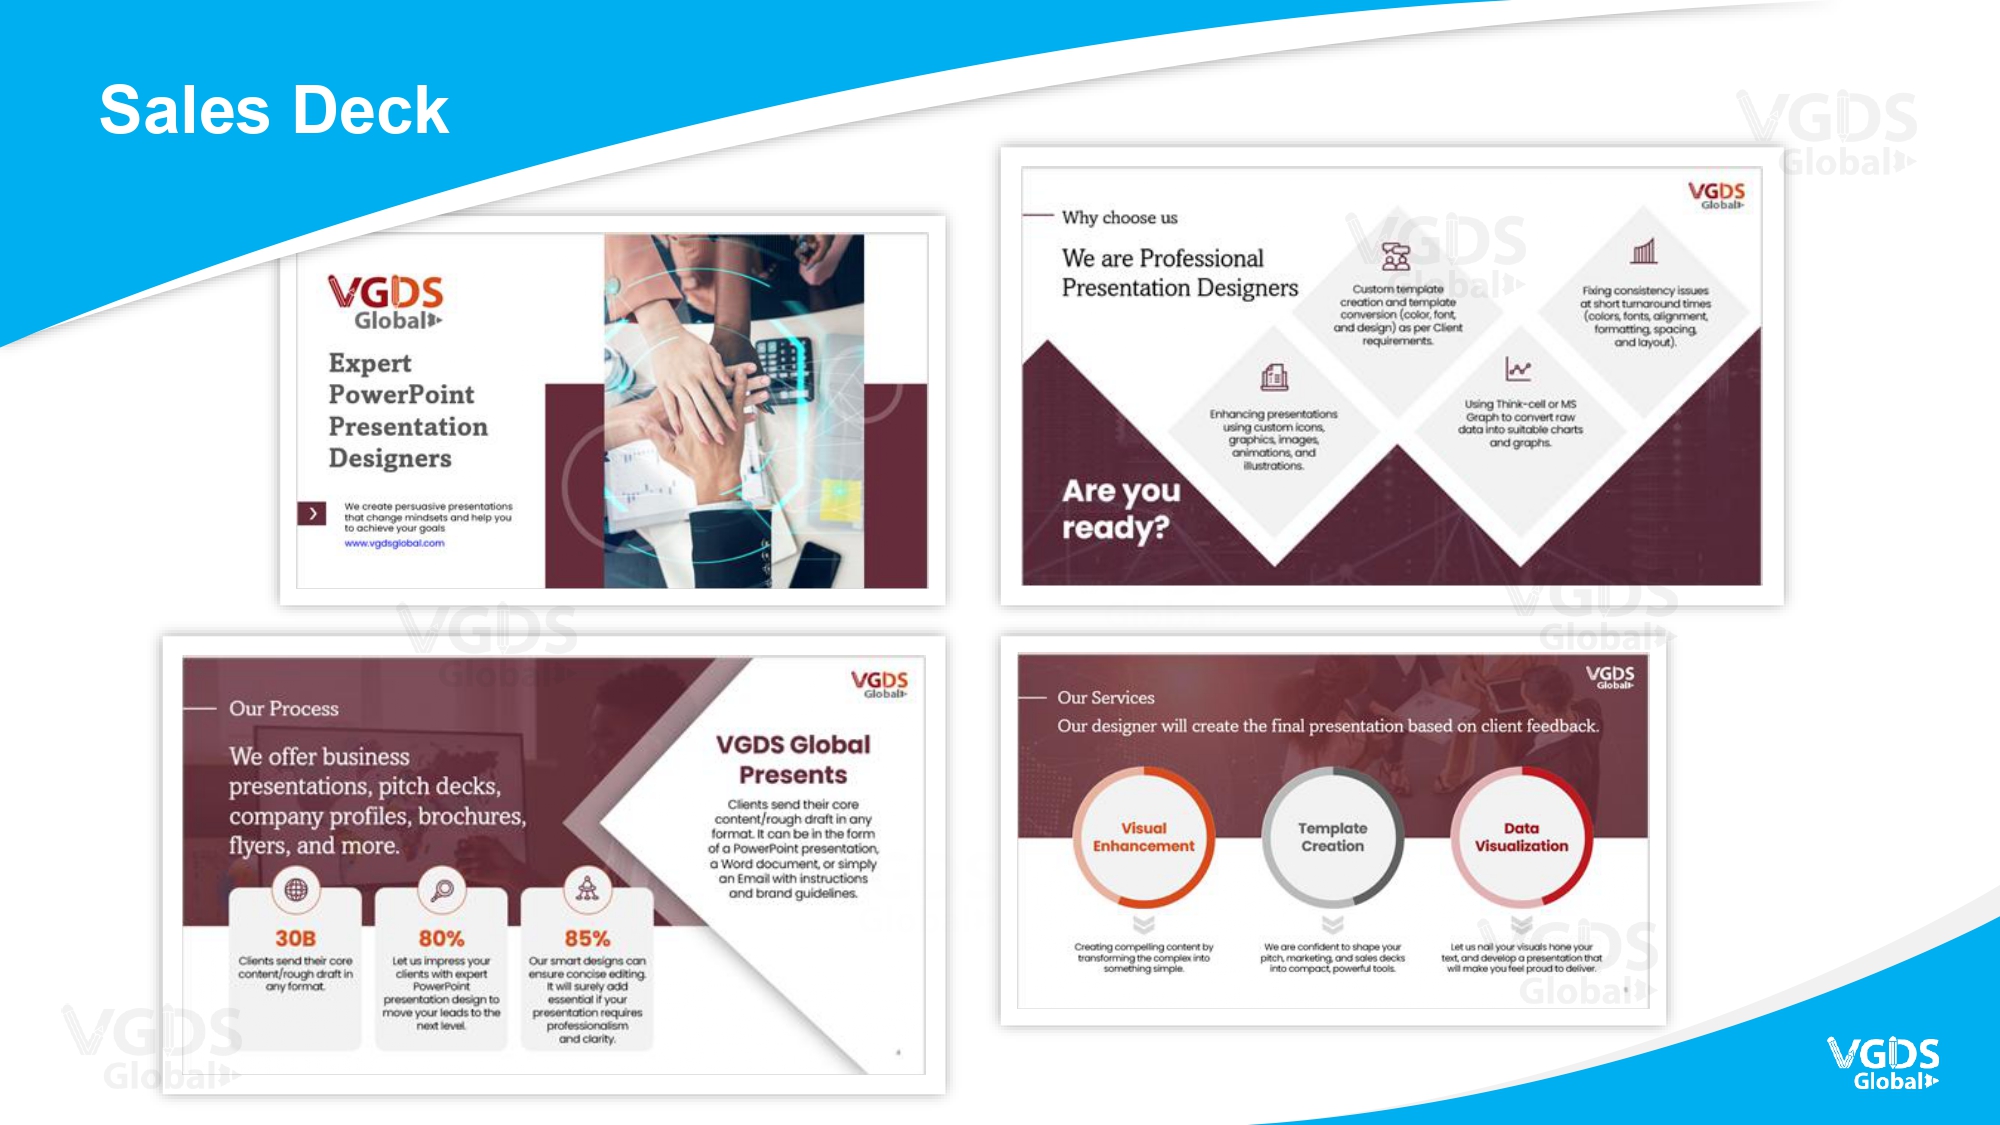 Sales Deck
VGDS
Global
VGDS
Global
Expert
PowerPoint
Presentation
Designers
We create persuasive presentations
that change mindsets and help you
to achieve your goals
www.vgdsglobal.com
VGDS
Global
Why choose us
We are Professional
Presentation Designers
VGDS
Global
Custom template
creation and template
conversion (color, font,
and design) as per Client
requirements.
Fixing consistency issues
at short turnaround times
(colors, fonts, alignment,
formatting, spacing,
and layout).
Enhancing presentations
using custom icons,
graphics, images,
animations, and
illustrations.
Using Think-cell or MS
Graph to convert raw
data into suitable charts
and graphs.
Are you
ready?
VGDS
Global
VGDS
Global
Our Process
We offer business
presentations, pitch decks,
company profiles, brochures,
flyers, and more.
VGDS
Global
VGDS Global
Presents
Clients send their core
content/rough draft in any
format. It can be in the form
of a PowerPoint presentation,
a Word document, or simply
an Email with instructions
and brand guidelines.
30B
Clients send their core
content/rough draft in
any format.
80%
Let us impress your
clients with expert
PowerPoint
presentation design to
move your leads to the
next level.
85%
Our smart designs can
ensure concise editing.
It will surely add
essential if your
presentation requires
professionalism
and clarity.
4
VGDS
Global
Our Services
Our designer will create the final presentation based on client feedback.
VGDS
Global
Visual
Enhancement
Template
Creation
Data
Visualization
Creating compelling content by
transforming the complex into
something simple.
We are confident to shape your
pitch, marketing, and sales decks
into compact, powerful tools.
Let us nail your visuals hone your
text, and develop a presentation that
will make you feel proud to deliver.
VGDS
Global
VGDS
Global